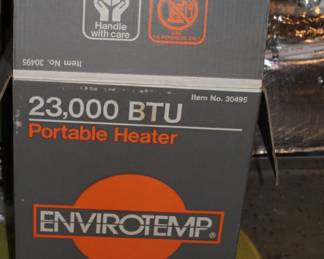 Handle
with care
Item No. 30495
Item No. 30495
23,000 BTU
Portable Heater
ENVIROTEMP®